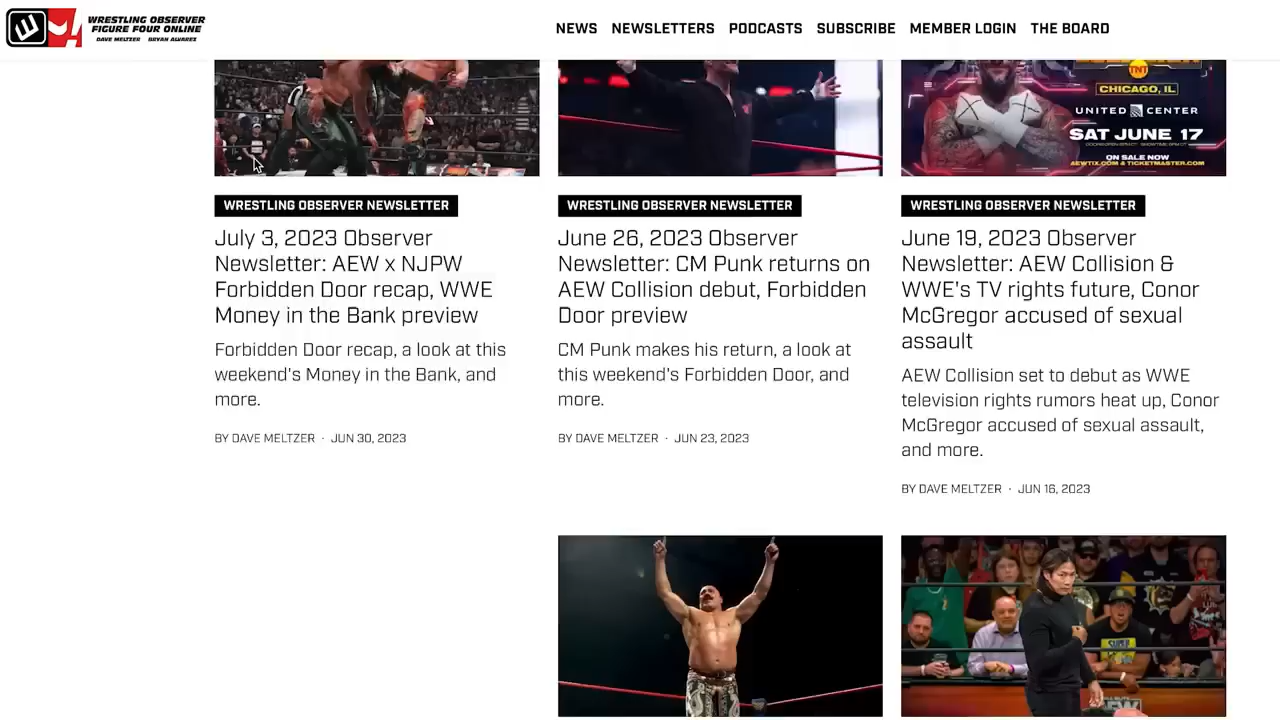 WRESTLING OBSERVER
FIGURE FOUR ONLINE
DAVE MELTZER BRYAN ALVAREZ
NEWS NEWSLETTERS PODCASTS SUBSCRIBE MEMBER LOGIN THE BOARD
TNT
CHICAGO, IL
UNITED CENTER
SAT JUNE 17
ON SALE NOW
AEWTIX.COM & TICKETMASTER.COM
WRESTLING OBSERVER NEWSLETTER
July 3, 2023 Observer
Newsletter: AEW x NJPW
Forbidden Door recap, WWE
Money in the Bank preview
Forbidden Door recap, a look at this
weekend's Money in the Bank, and
more.
BY DAVE MELTZER · JUN 30, 2023
WRESTLING OBSERVER NEWSLETTER
June 26, 2023 Observer
Newsletter: CM Punk returns on
AEW Collision debut, Forbidden
Door preview
CM Punk makes his return, a look at
this weekend's Forbidden Door, and
more.
BY DAVE MELTZER · JUN 23, 2023
WRESTLING OBSERVER NEWSLETTER
June 19, 2023 Observer
Newsletter: AEW Collision &
WWE's TV rights future, Conor
McGregor accused of sexual
assault
AEW Collision set to debut as WWE
television rights rumors heat up, Conor
McGregor accused of sexual assault,
and more.
BY DAVE MELTZER · JUN 16, 2023